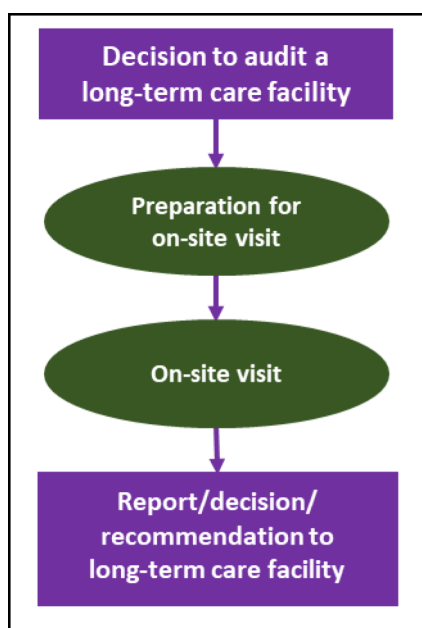 Decision to audit a
long-term care facility
Preparation for
on-site visit
On-site visit
Report/decision/
recommendation to
long-term care facility